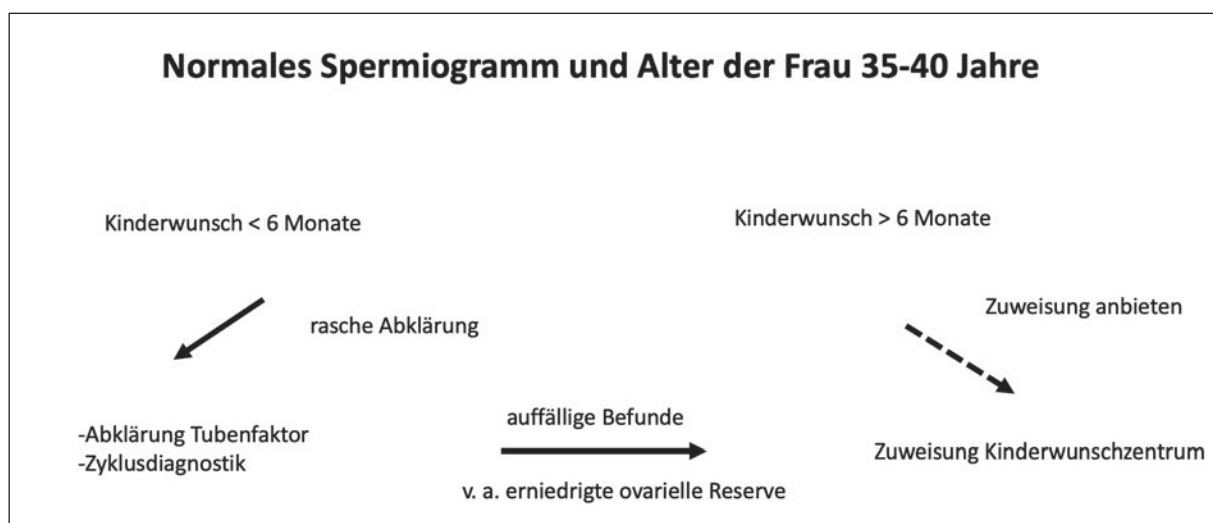 Normales Spermiogramm und Alter der Frau 35-40 Jahre
Kinderwunsch < 6 Monate
Kinderwunsch > 6 Monate
rasche Abklärung
Zuweisung anbieten
-Abklärung Tubenfaktor
-Zyklusdiagnostik
auffällige Befunde
v. a. erniedrigte ovarielle Reserve
Zuweisung Kinderwunschzentrum